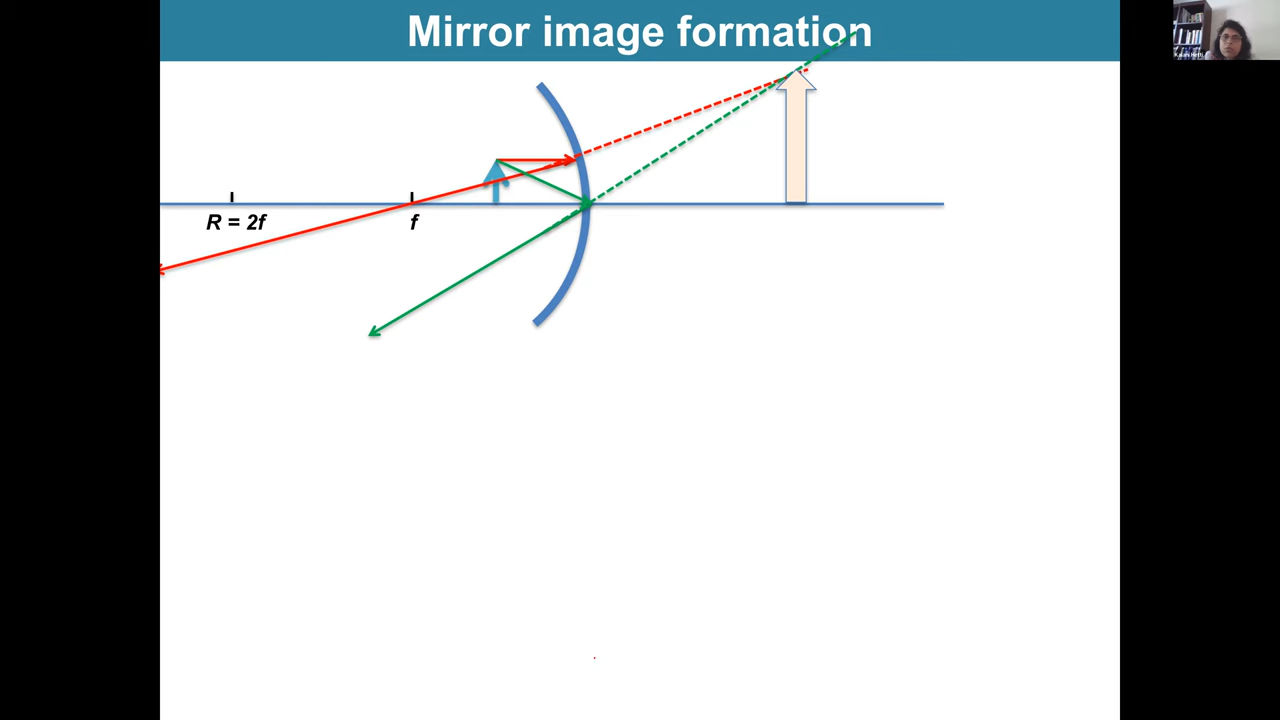 Mirror image formation
R = 2f
f